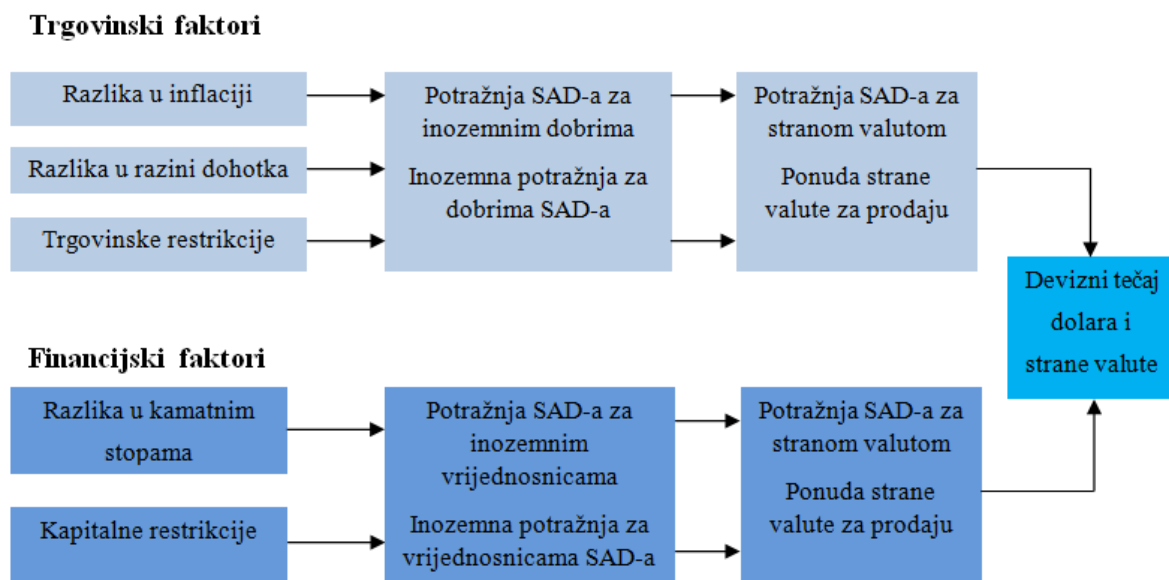 Trgovinski faktori
Razlika u inflaciji
Razlika u razini dohotka
Trgovinske restrikcije
Potražnja SAD-a za
inozemnim dobrima
Inozemna potražnja za
dobrima SAD-a
Potražnja SAD-a za
stranom valutom
Ponuda strane
valute za prodaju
Devizni tečaj
dolara i
strane valute
Financijski faktori
Razlika u kamatnim
stopama
Kapitalne restrikcije
Potražnja SAD-a za
inozemnim
vrijednosnicama
Inozemna potražnja za
vrijednosnicama SAD-a
Potražnja SAD-a za
stranom valutom
Ponuda strane
valute za prodaju